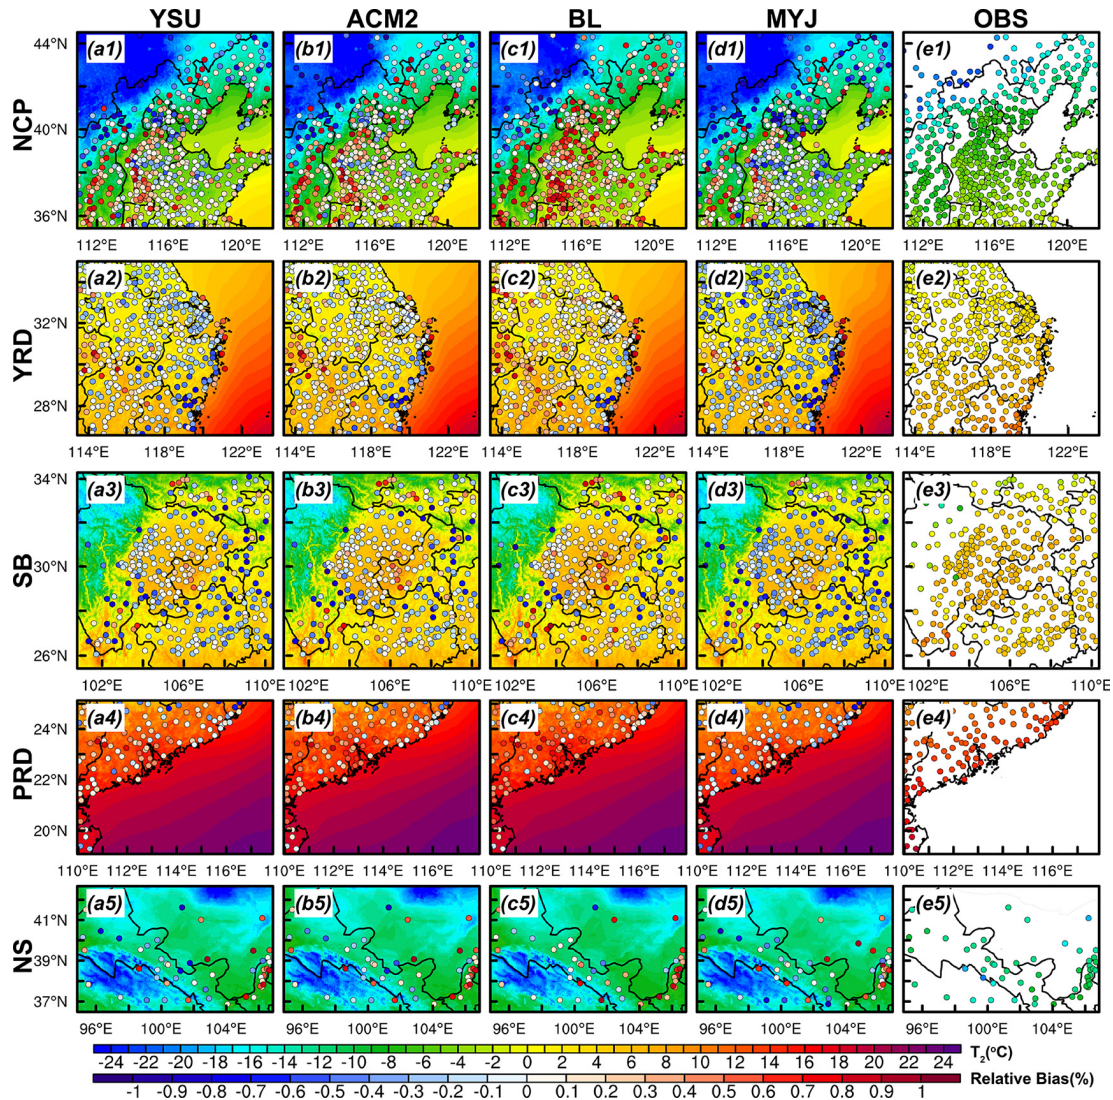 YSU ACM2 BL MYJ OBS
NCP
44°N
40°N
36°N
(a1) (b1) (c1) (d1) (e1)
112°E 116°E 120°E 112°E 116°E 120°E 112°E 116°E 120°E 112°E 116°E 120°E 112°E 116°E 120°E
YRD
32°N
28°N
(a2) (b2) (c2) (d2) (e2)
114°E 118°E 122°E 114°E 118°E 122°E 114°E 118°E 122°E 114°E 118°E 122°E 114°E 118°E 122°E
SB
34°N
30°N
26°N
(a3) (b3) (c3) (d3) (e3)
102°E 106°E 110°E 102°E 106°E 110°E 102°E 106°E 110°E 102°E 106°E 110°E 102°E 106°E 110°E
PRD
24°N
22°N
20°N
(a4) (b4) (c4) (d4) (e4)
110°E 112°E 114°E 116°E 110°E 112°E 114°E 116°E 110°E 112°E 114°E 116°E 110°E 112°E 114°E 116°E 110°E 112°E 114°E 116°E
NS
41°N
39°N
37°N
(a5) (b5) (c5) (d5) (e5)
96°E 100°E 104°E 96°E 100°E 104°E 96°E 100°E 104°E 96°E 100°E 104°E 96°E 100°E 104°E
-24 -22 -20 -18 -16 -14 -12 -10 -8 -6 -4 -2 0 2 4 6 8 10 12 14 16 18 20 22 24 T₂(°C)
-1 -0.8 -0.7 -0.6 -0.5 -0.4 -0.3 -0.2 -0.1 0 0.1 0.2 0.3 0.4 0.5 0.6 0.7 0.8 1 Relative Bias(%)